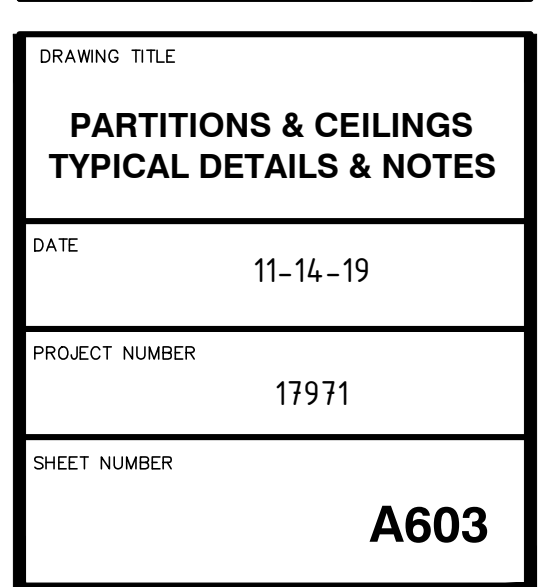 DRAWING TITLE
PARTITIONS & CEILINGS
TYPICAL DETAILS & NOTES
DATE
11-14-19
PROJECT NUMBER
17971
SHEET NUMBER
A603